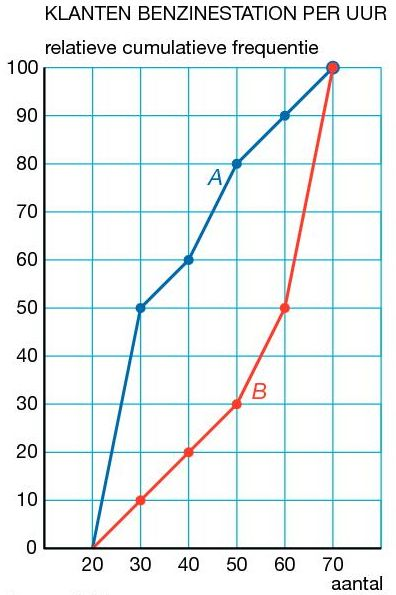 KLANTEN BENZINESTATION PER UUR
relatieve cumulatieve frequentie
100
90
80
A
70
60
50
40
30
B
20
10
0
20 30 40 50 60 70
aantal